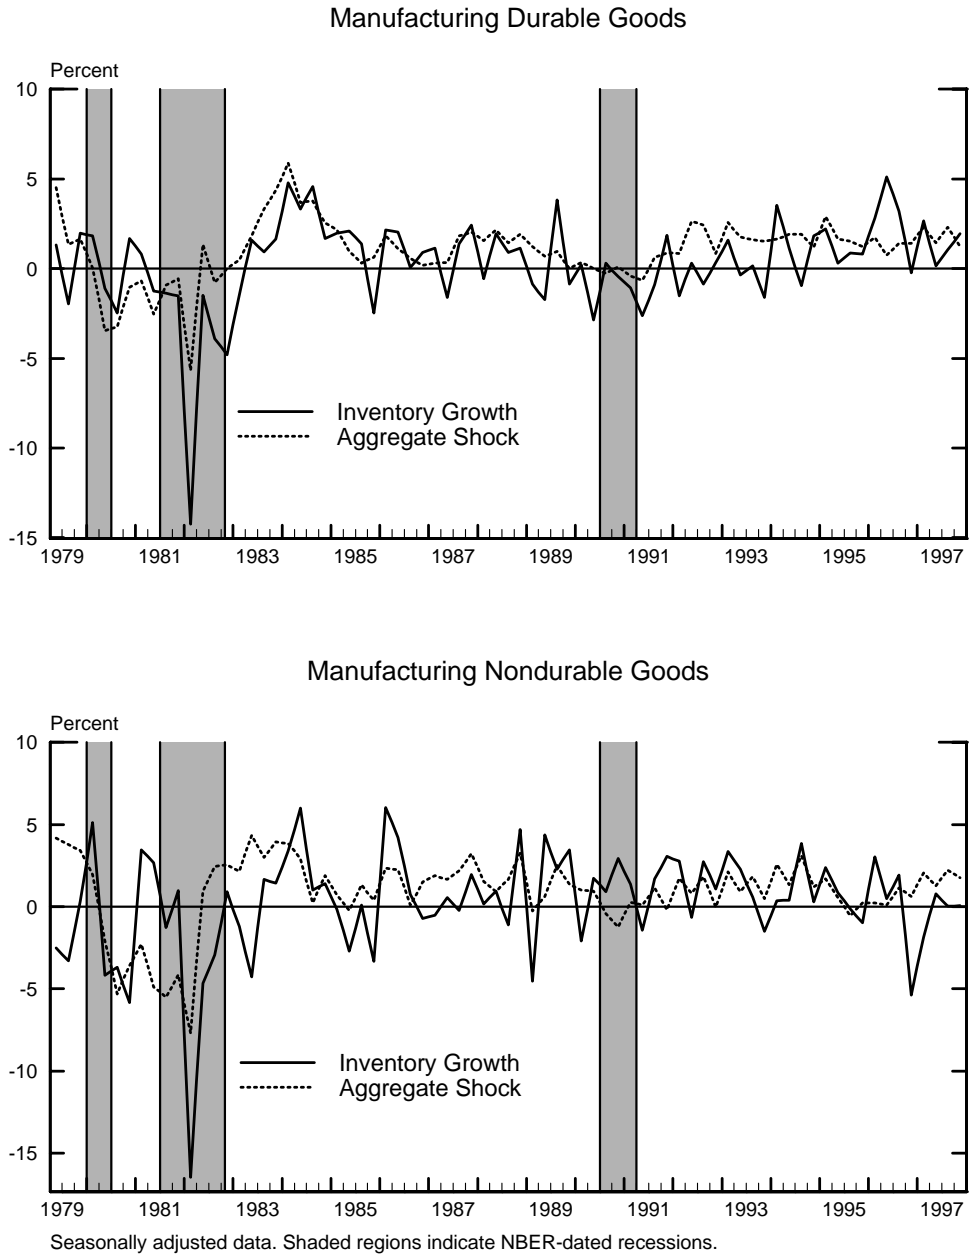 Manufacturing Durable Goods
Percent
10
5
0
-5
-10
-15
Inventory Growth
Aggregate Shock
1979 1981 1983 1985 1987 1989 1991 1993 1995 1997
Manufacturing Nondurable Goods
Percent
10
5
0
-5
-10
-15
Inventory Growth
Aggregate Shock
1979 1981 1983 1985 1987 1989 1991 1993 1995 1997
Seasonally adjusted data. Shaded regions indicate NBER-dated recessions.